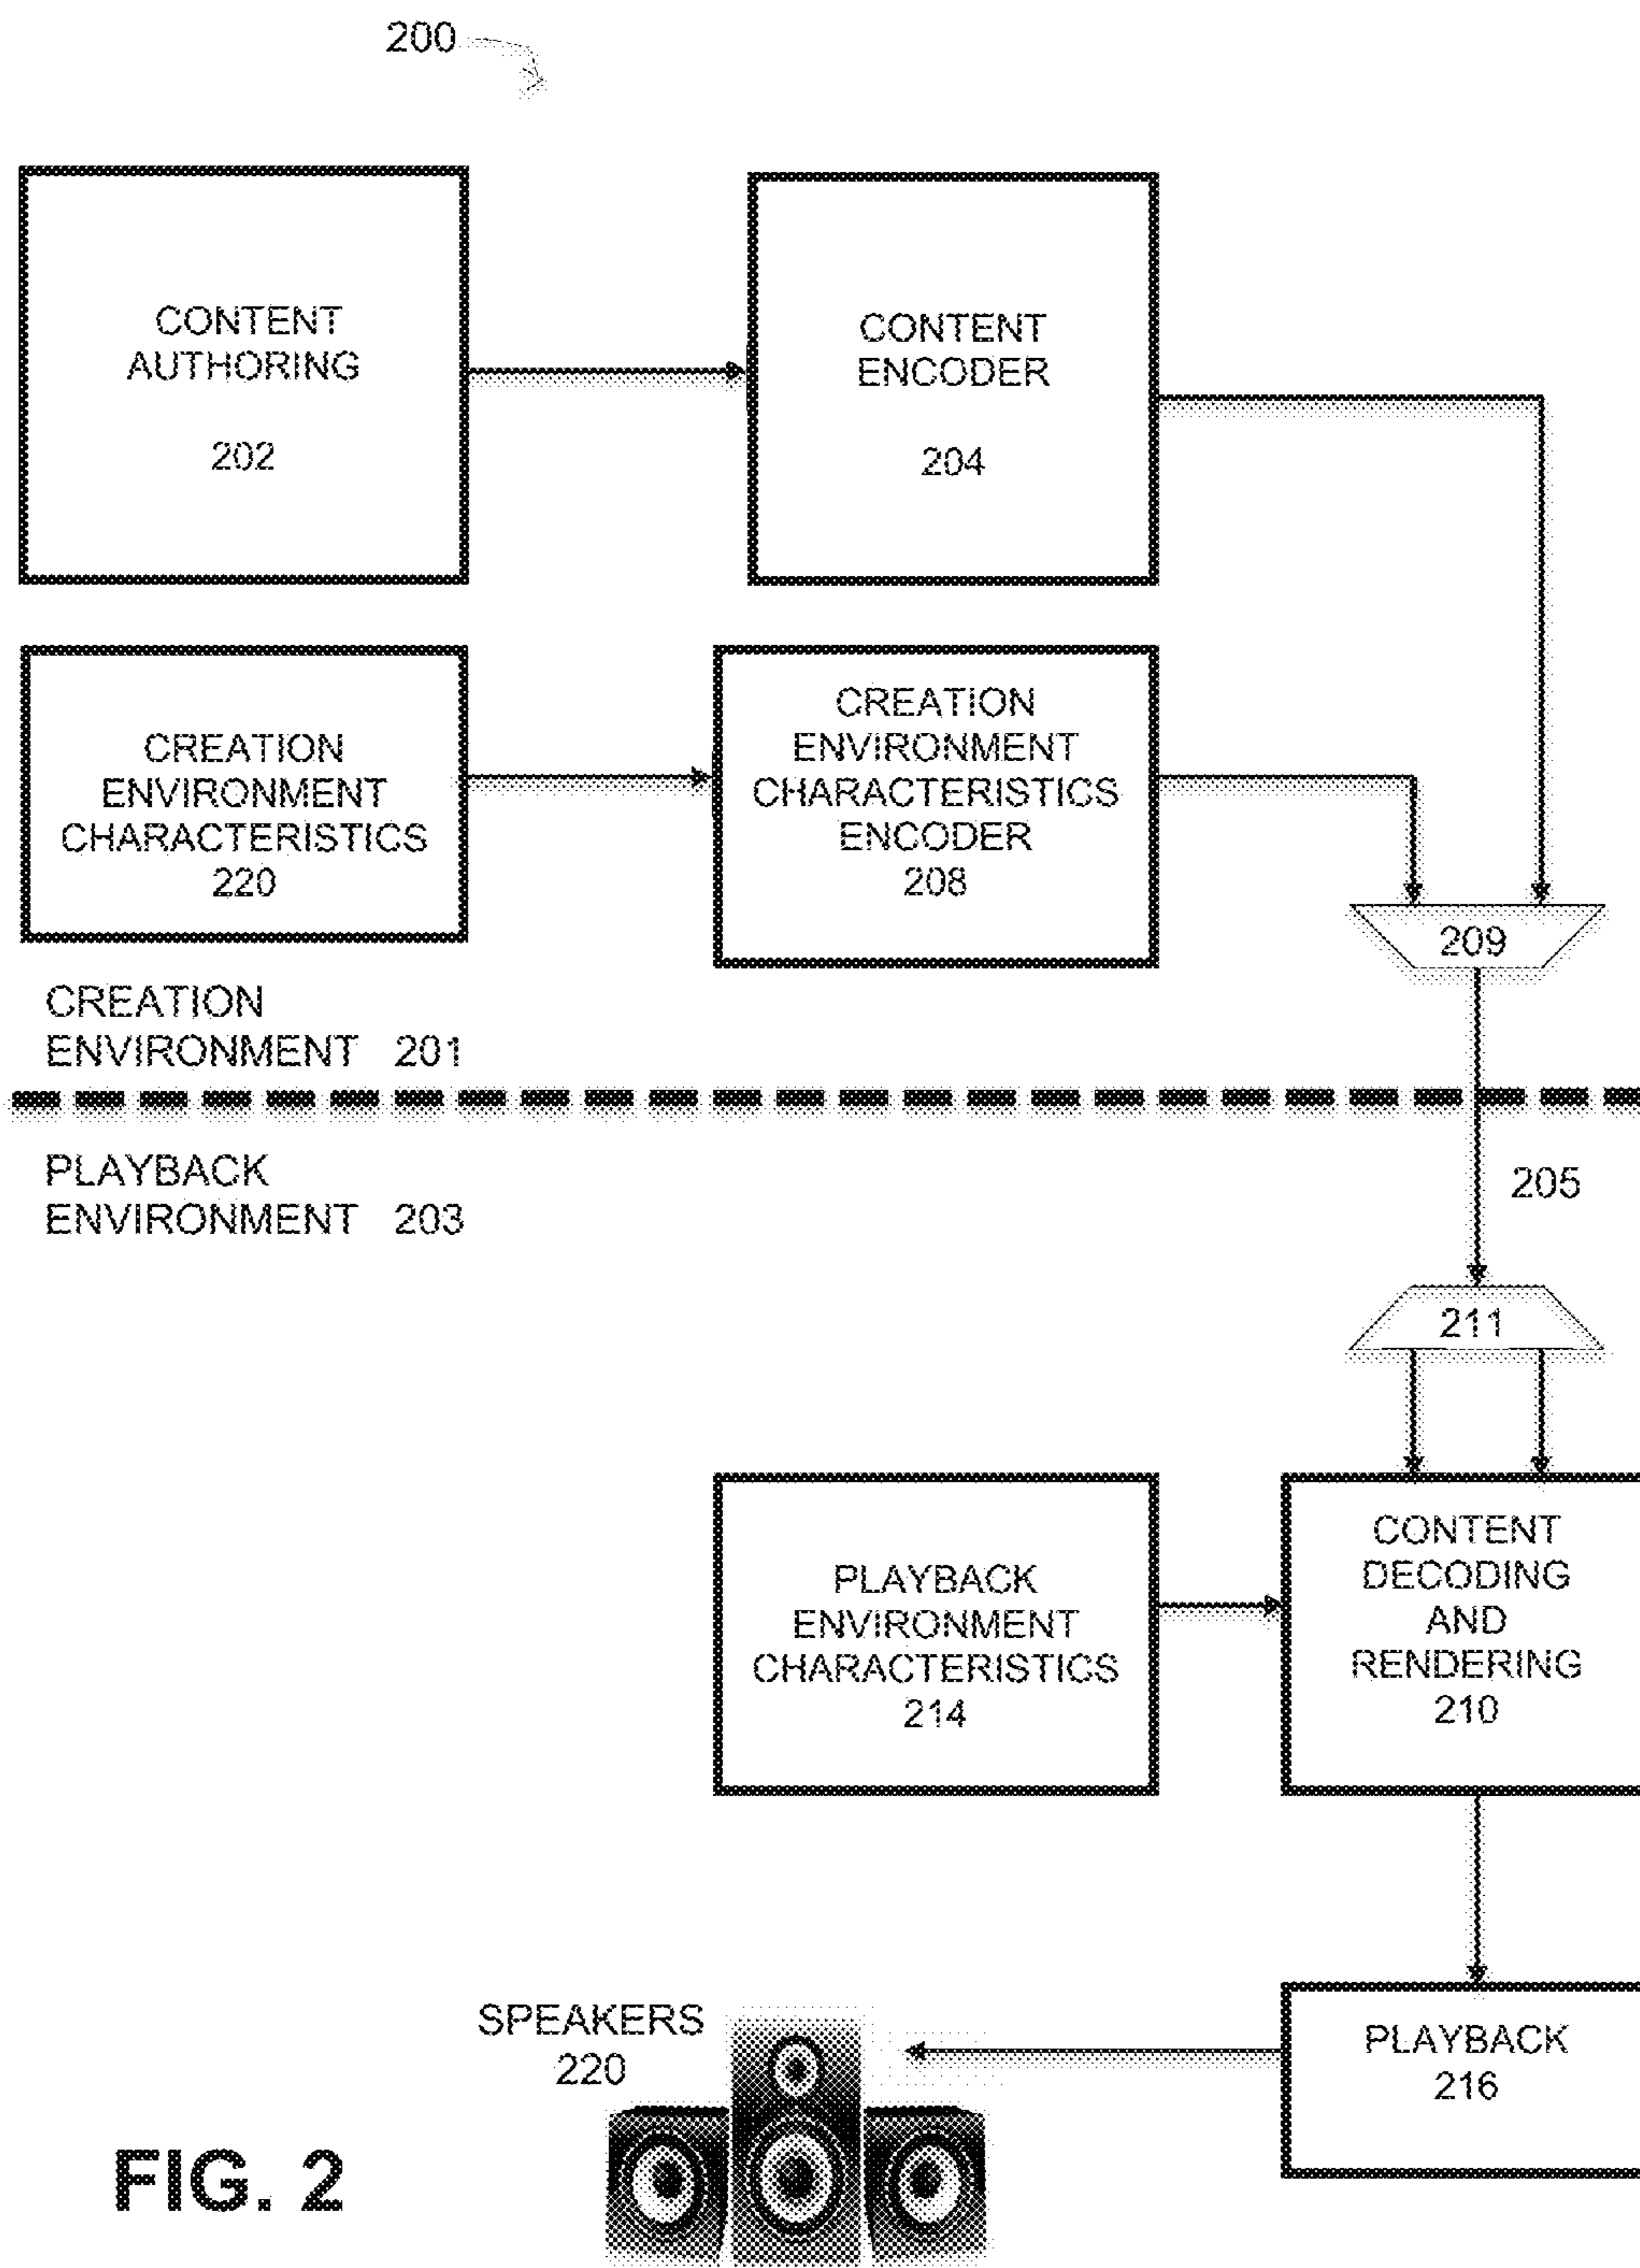 200
CONTENT
AUTHORING
202
CONTENT
ENCODER
204
CREATION
ENVIRONMENT
CHARACTERISTICS
220
CREATION
ENVIRONMENT
CHARACTERISTICS
ENCODER
208
209
CREATION
ENVIRONMENT 201
PLAYBACK
ENVIRONMENT 203
205
211
PLAYBACK
ENVIRONMENT
CHARACTERISTICS
214
CONTENT
DECODING
AND
RENDERING
210
SPEAKERS
220
PLAYBACK
216
FIG. 2